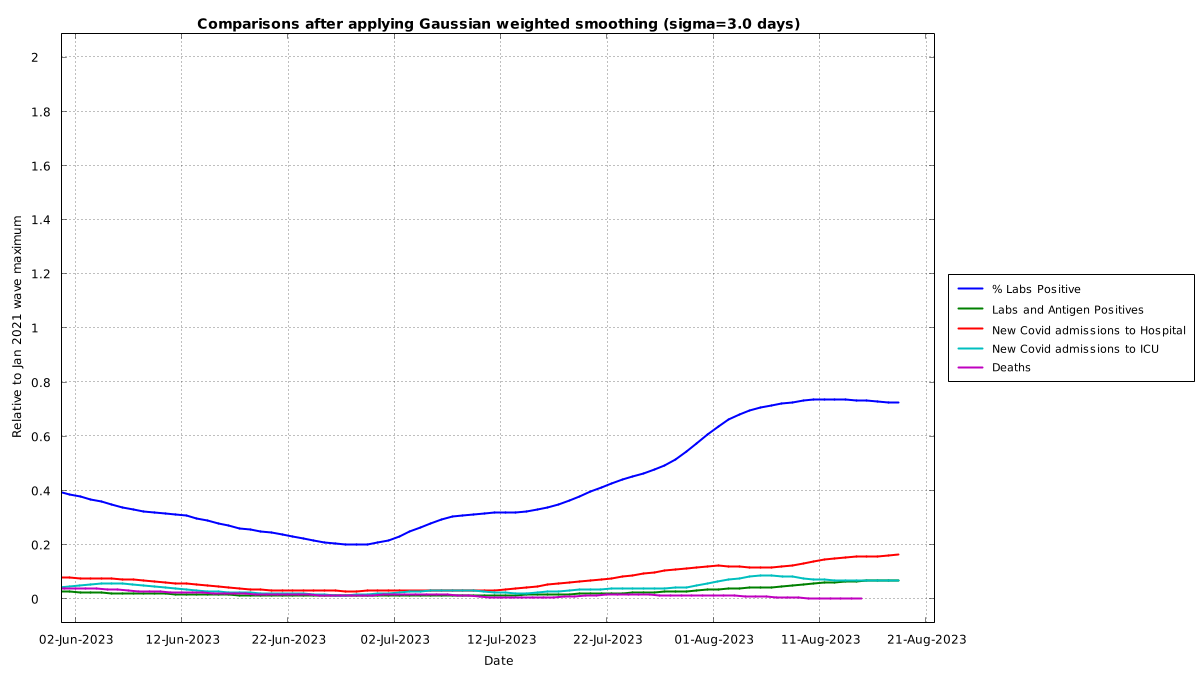 Comparisons after applying Gaussian weighted smoothing (sigma=3.0 days)
2
1.8
1.6
1.4
1.2
1
0.8
0.6
0.4
0.2
0
Relative to Jan 2021 wave maximum
02-Jun-2023 12-Jun-2023 22-Jun-2023 02-Jul-2023 12-Jul-2023 22-Jul-2023 01-Aug-2023 11-Aug-2023 21-Aug-2023
Date
% Labs Positive
Labs and Antigen Positives
New Covid admissions to Hospital
New Covid admissions to ICU
Deaths